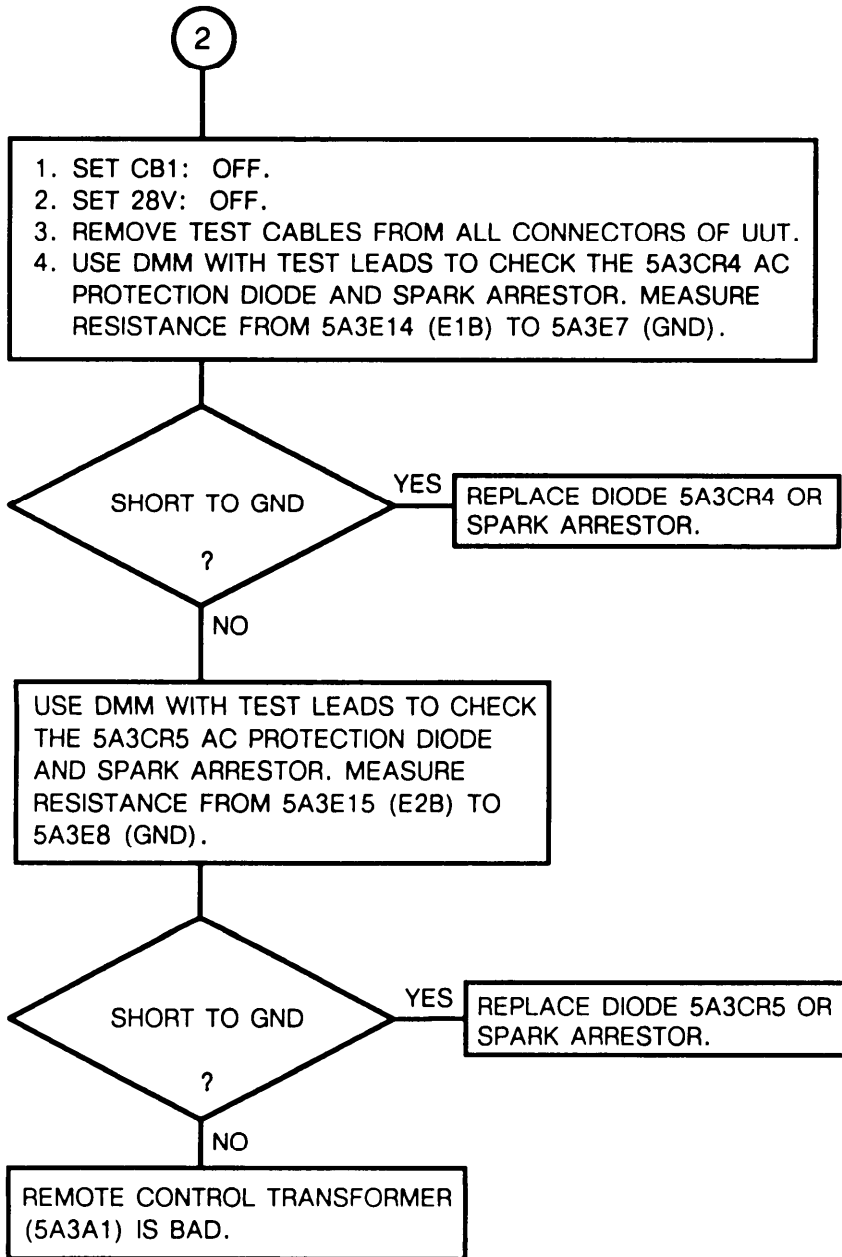 2
1. SET CB1: OFF.
2. SET 28V: OFF.
3. REMOVE TEST CABLES FROM ALL CONNECTORS OF UUT.
4. USE DMM WITH TEST LEADS TO CHECK THE 5A3CR4 AC
PROTECTION DIODE AND SPARK ARRESTOR. MEASURE
RESISTANCE FROM 5A3E14 (E1B) TO 5A3E7 (GND).
SHORT TO GND
?
YES
REPLACE DIODE 5A3CR4 OR
SPARK ARRESTOR.
NO
USE DMM WITH TEST LEADS TO CHECK
THE 5A3CR5 AC PROTECTION DIODE
AND SPARK ARRESTOR. MEASURE
RESISTANCE FROM 5A3E15 (E2B) TO
5A3E8 (GND).
SHORT TO GND
?
YES
REPLACE DIODE 5A3CR5 OR
SPARK ARRESTOR.
NO
REMOTE CONTROL TRANSFORMER
(5A3A1) IS BAD.